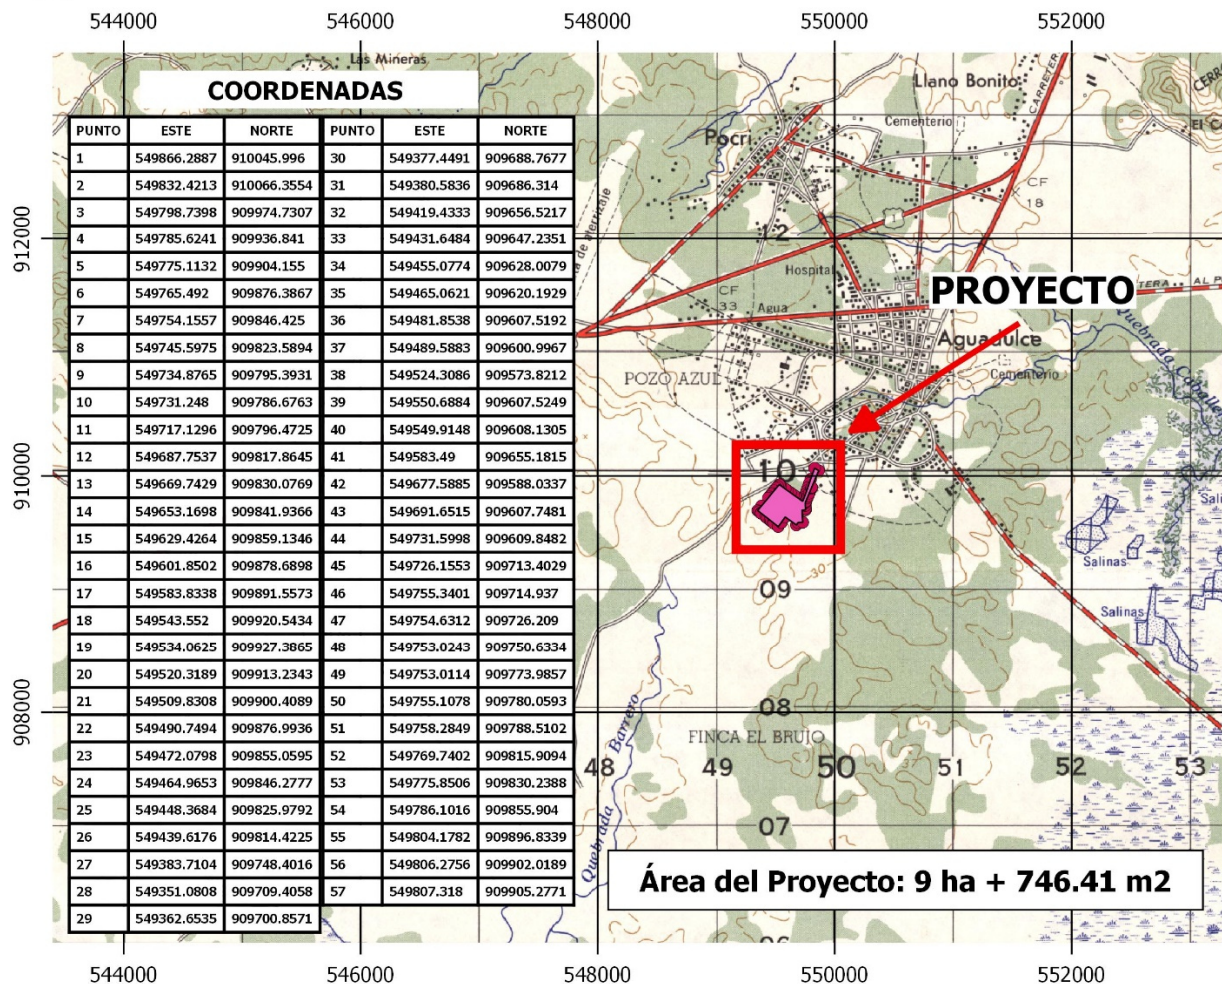 544000 546000 548000 550000 552000
Las Mineras
Llano Bonito
CARRETER
CERRO
COORDENADAS
Cementerio
El C
Pocrí
PUNTO ESTE NORTE PUNTO ESTE NORTE
1 549866.2887 910045.996 30 549377.4491 909688.7677
2 549832.4213 910066.3554 31 549380.5836 909686.314
3 549798.7398 909974.7307 32 549419.4333 909656.5217
4 549785.6241 909936.841 33 549431.6484 909647.2351
5 549775.1132 909904.155 34 549455.0774 909628.0079
6 549765.492 909876.3867 35 549465.0621 909620.1929
7 549754.1557 909846.425 36 549481.8538 909607.5192
8 549745.5975 909823.5894 37 549489.5883 909600.9967
9 549734.8765 909795.3931 38 549524.3086 909573.8212
10 549731.248 909786.6763 39 549550.6884 909607.5249
11 549717.1296 909796.4725 40 549549.9148 909608.1305
12 549687.7537 909817.8645 41 549583.49 909655.1815
13 549669.7429 909830.0769 42 549677.5885 909588.0337
14 549653.1698 909841.9366 43 549691.6515 909607.7481
15 549629.4264 909859.1346 44 549731.5998 909609.8482
16 549601.8502 909878.6898 45 549726.1553 909713.4029
17 549583.8338 909891.5573 46 549755.3401 909714.937
18 549543.552 909920.5434 47 549754.6312 909726.209
19 549534.0625 909927.3865 48 549753.0243 909750.6334
20 549520.3189 909913.2343 49 549753.0114 909773.9857
21 549509.8308 909900.4089 50 549755.1078 909780.0593
22 549490.7494 909876.9936 51 549758.2849 909788.5102
23 549472.0798 909855.0595 52 549769.7402 909815.9094
24 549464.9653 909846.2777 53 549775.8506 909830.2388
25 549448.3684 909825.9792 54 549786.1016 909855.904
26 549439.6176 909814.4225 55 549804.1782 909896.8339
27 549383.7104 909748.4016 56 549806.2756 909902.0189
28 549351.0808 909709.4058 57 549807.318 909905.2771
29 549362.6535 909700.8571
912000
910000
908000
CF
18
1
12
de aterrizaje
Hospital
PROYECTO
TERA AL P
CF
33
Agua
Aguadulce
Quebrada Caballe
POZO AZUL
Cementerio
10
Sali
30
09
Salinas
Salinas
08
FINCA EL BRUJO
Quebrada Barrero
48 49 50 51 52 53
07
Área del Proyecto: 9 ha + 746.41 m2
06
544000 546000 548000 550000 552000